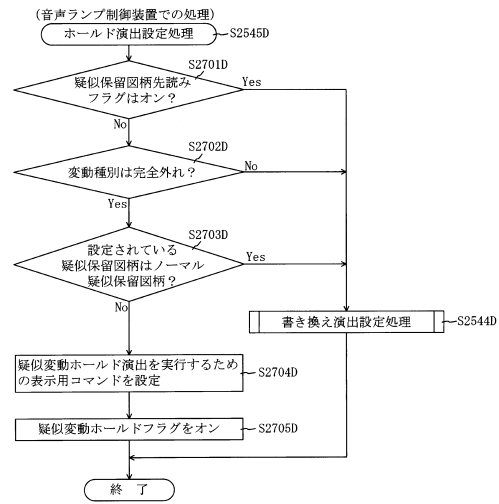 (音声ランプ制御装置での処理)
ホールド演出設定処理
S2545D
S2701D
疑似保留図柄先読み
フラグはオン?
Yes
No
S2702D
変動種別は完全外れ?
No
Yes
S2703D
設定されている
疑似保留図柄はノーマル
疑似保留図柄?
Yes
No
書き換え演出設定処理
S2544D
疑似変動ホールド演出を実行するため
の表示用コマンドを設定
S2704D
疑似変動ホールドフラグをオン
S2705D
終 了